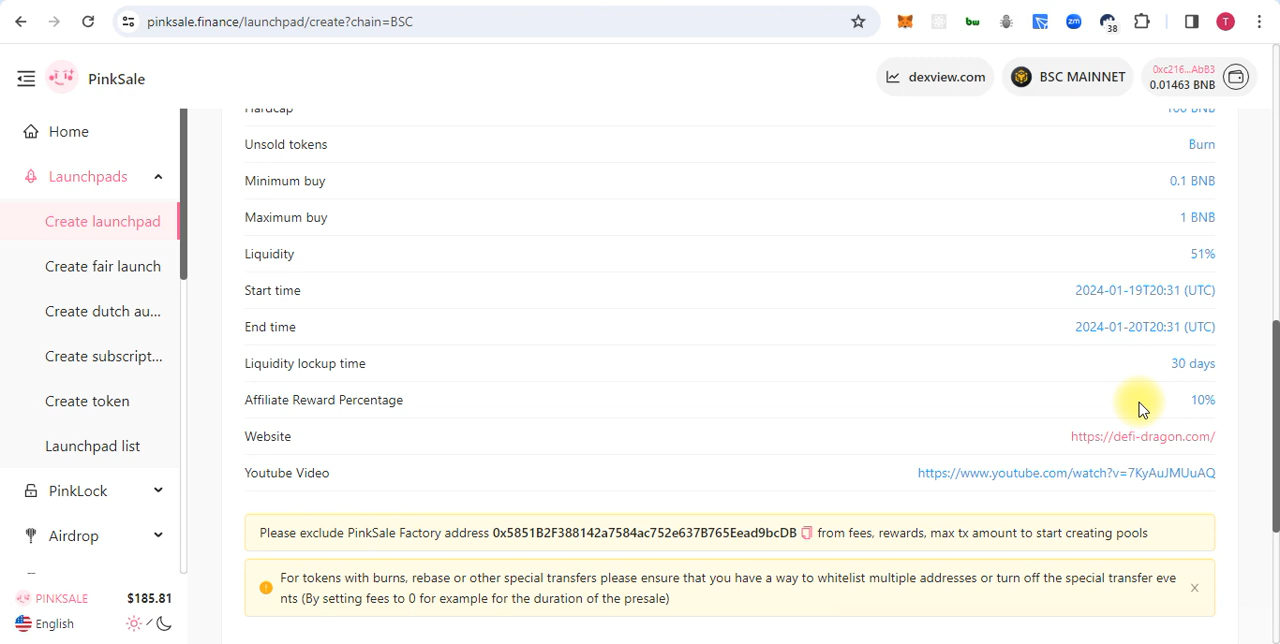 pinksale.finance/launchpad/create?chain=BSC
bw
zm
38
T
PinkSale
dexview.com
BSC MAINNET
0xc216...AbB3
0.01463 BNB
Home
Launchpads
Create launchpad
Create fair launch
Create dutch au...
Create subscript...
Create token
Launchpad list
PinkLock
Airdrop
PINKSALE $185.81
English
Hardcap 100 BNB
Unsold tokens Burn
Minimum buy 0.1 BNB
Maximum buy 1 BNB
Liquidity 51%
Start time 2024-01-19T20:31 (UTC)
End time 2024-01-20T20:31 (UTC)
Liquidity lockup time 30 days
Affiliate Reward Percentage 10%
Website https://defi-dragon.com/
Youtube Video https://www.youtube.com/watch?v=7KyAuJMUuAQ
Please exclude PinkSale Factory address 0x5851B2F388142a7584ac752e637B765Eead9bcDB from fees, rewards, max tx amount to start creating pools
For tokens with burns, rebase or other special transfers please ensure that you have a way to whitelist multiple addresses or turn off the special transfer eve
nts (By setting fees to 0 for example for the duration of the presale)